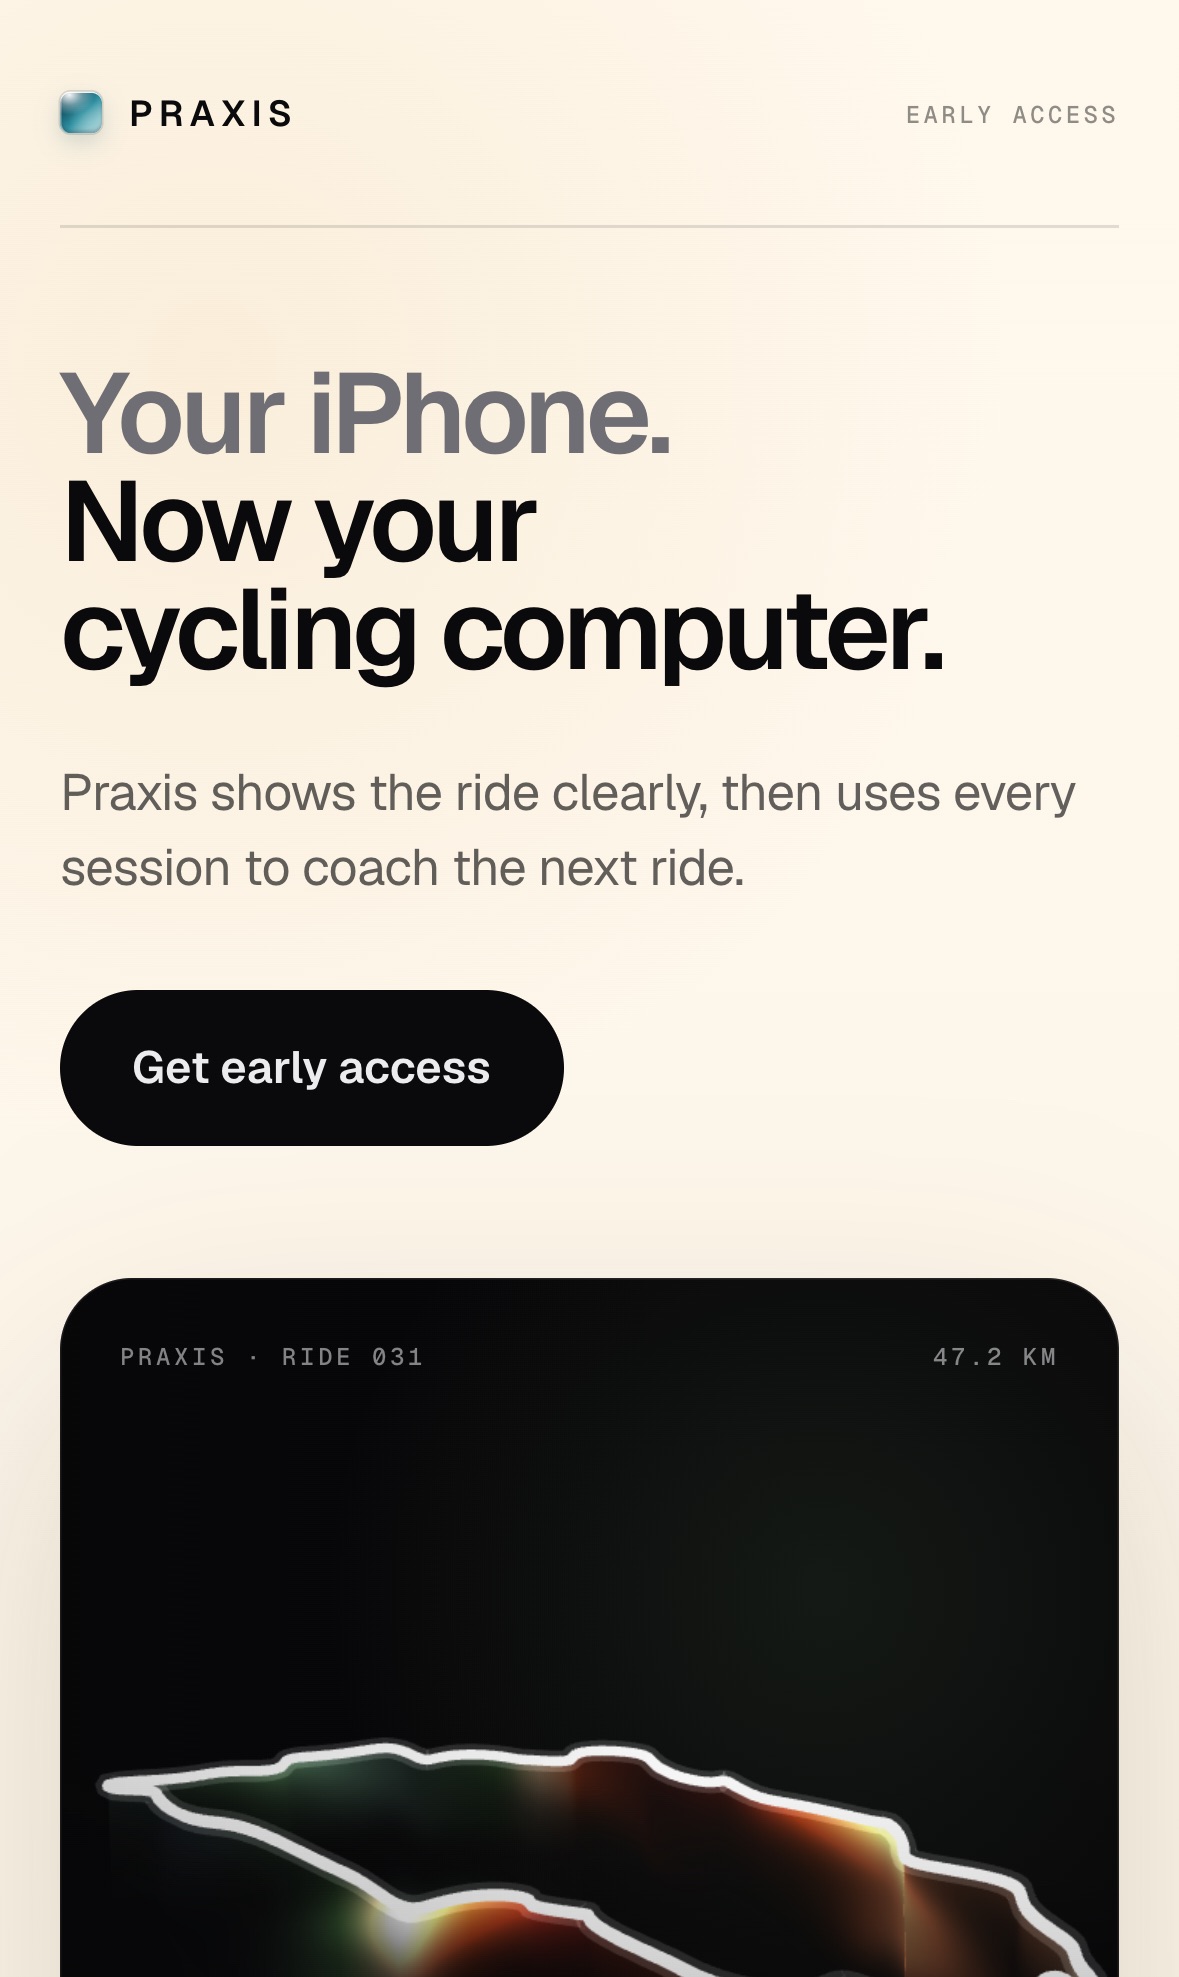 PRAXIS
EARLY ACCESS
Your iPhone.
Now your
cycling computer.
Praxis shows the ride clearly, then uses every
session to coach the next ride.
Get early access
PRAXIS · RIDE 031
47.2 KM